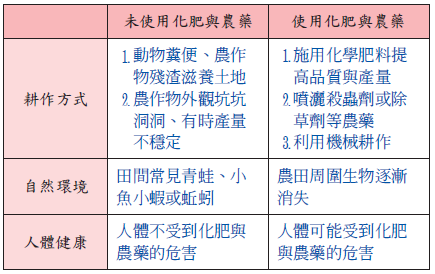 未使用化肥與農藥
使用化肥與農藥
耕作方式
1.動物糞便、農作
物殘渣滋養土地
2.農作物外觀坑坑
洞洞、有時產量
不穩定
1.施用化學肥料提
高品質與產量
2.噴灑殺蟲劑或除
草劑等農藥
3.利用機械耕作
自然環境
田間常見青蛙、小
魚小蝦或蚯蚓
農田周圍生物逐漸
消失
人體健康
人體不受到化肥與
農藥的危害
人體可能受到化肥
與農藥的危害